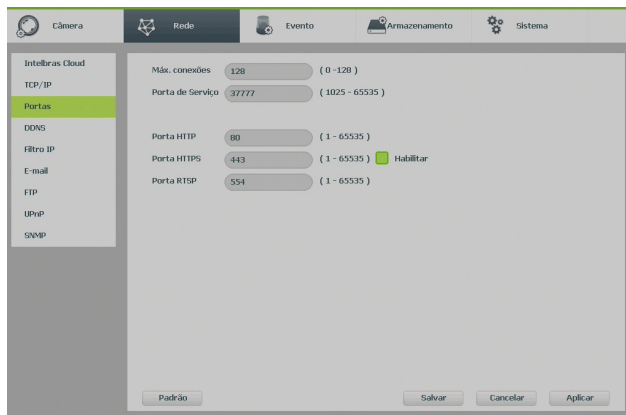 Câmera
Rede
Evento
Armazenamento
Sistema
Intelbras Cloud
TCP/IP
Portas
DDNS
Filtro IP
E-mail
FTP
UPnP
SNMP
Máx. conexões 128 ( 0 -128 )
Porta de Serviço 37777 ( 1025 - 65535 )
Porta HTTP 80 ( 1 - 65535 )
Porta HTTPS 443 ( 1 - 65535 ) Habilitar
Porta RTSP 554 ( 1 - 65535 )
Padrão Salvar Cancelar Aplicar